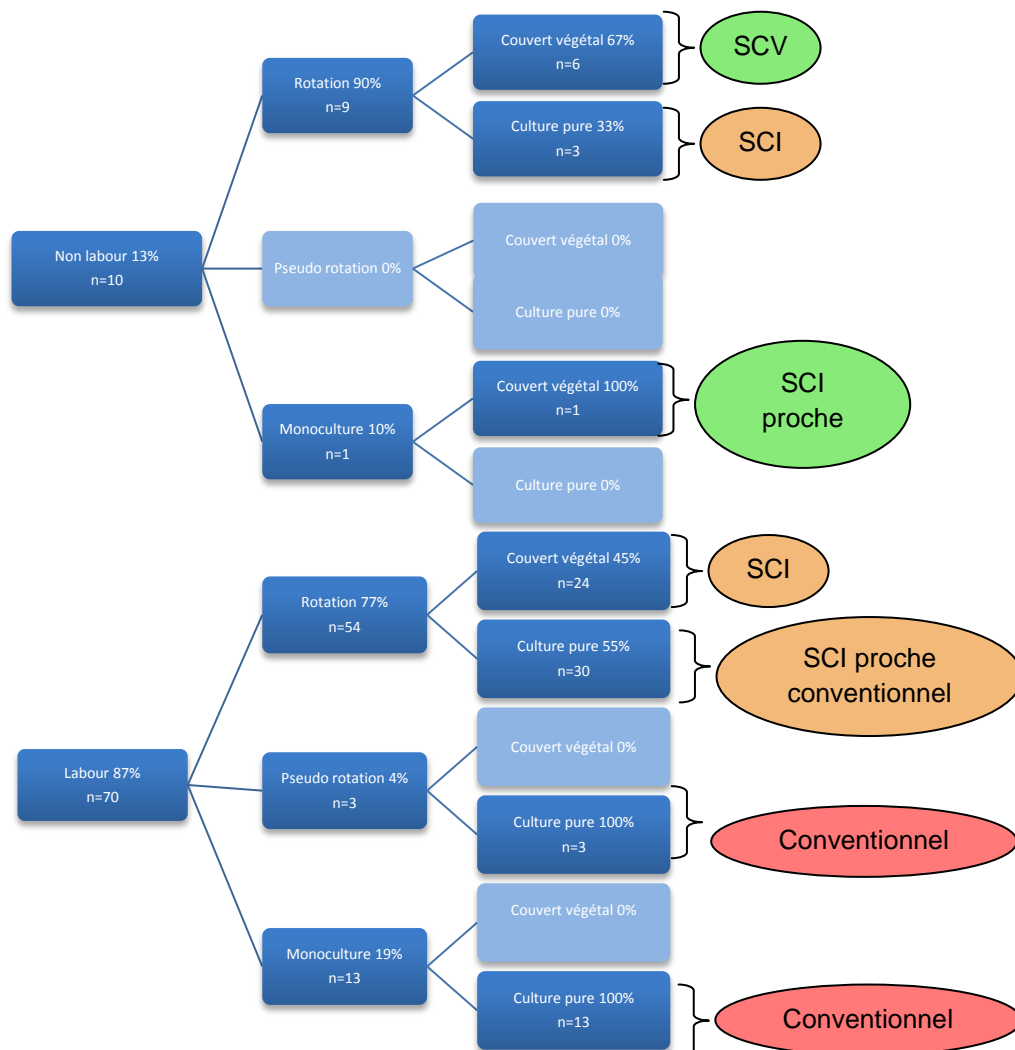 Couvert végétal 67%
n=6
SCV
Rotation 90%
n=9
Culture pure 33%
n=3
SCI
Non labour 13%
n=10
Pseudo rotation 0%
Couvert végétal 0%
Culture pure 0%
Monoculture 10%
n=1
Couvert végétal 100%
n=1
SCI
proche
Culture pure 0%
Labour 87%
n=70
Rotation 77%
n=54
Couvert végétal 45%
n=24
SCI
Culture pure 55%
n=30
SCI proche
conventionnel
Pseudo rotation 4%
n=3
Couvert végétal 0%
Culture pure 100%
n=3
Conventionnel
Monoculture 19%
n=13
Couvert végétal 0%
Culture pure 100%
n=13
Conventionnel